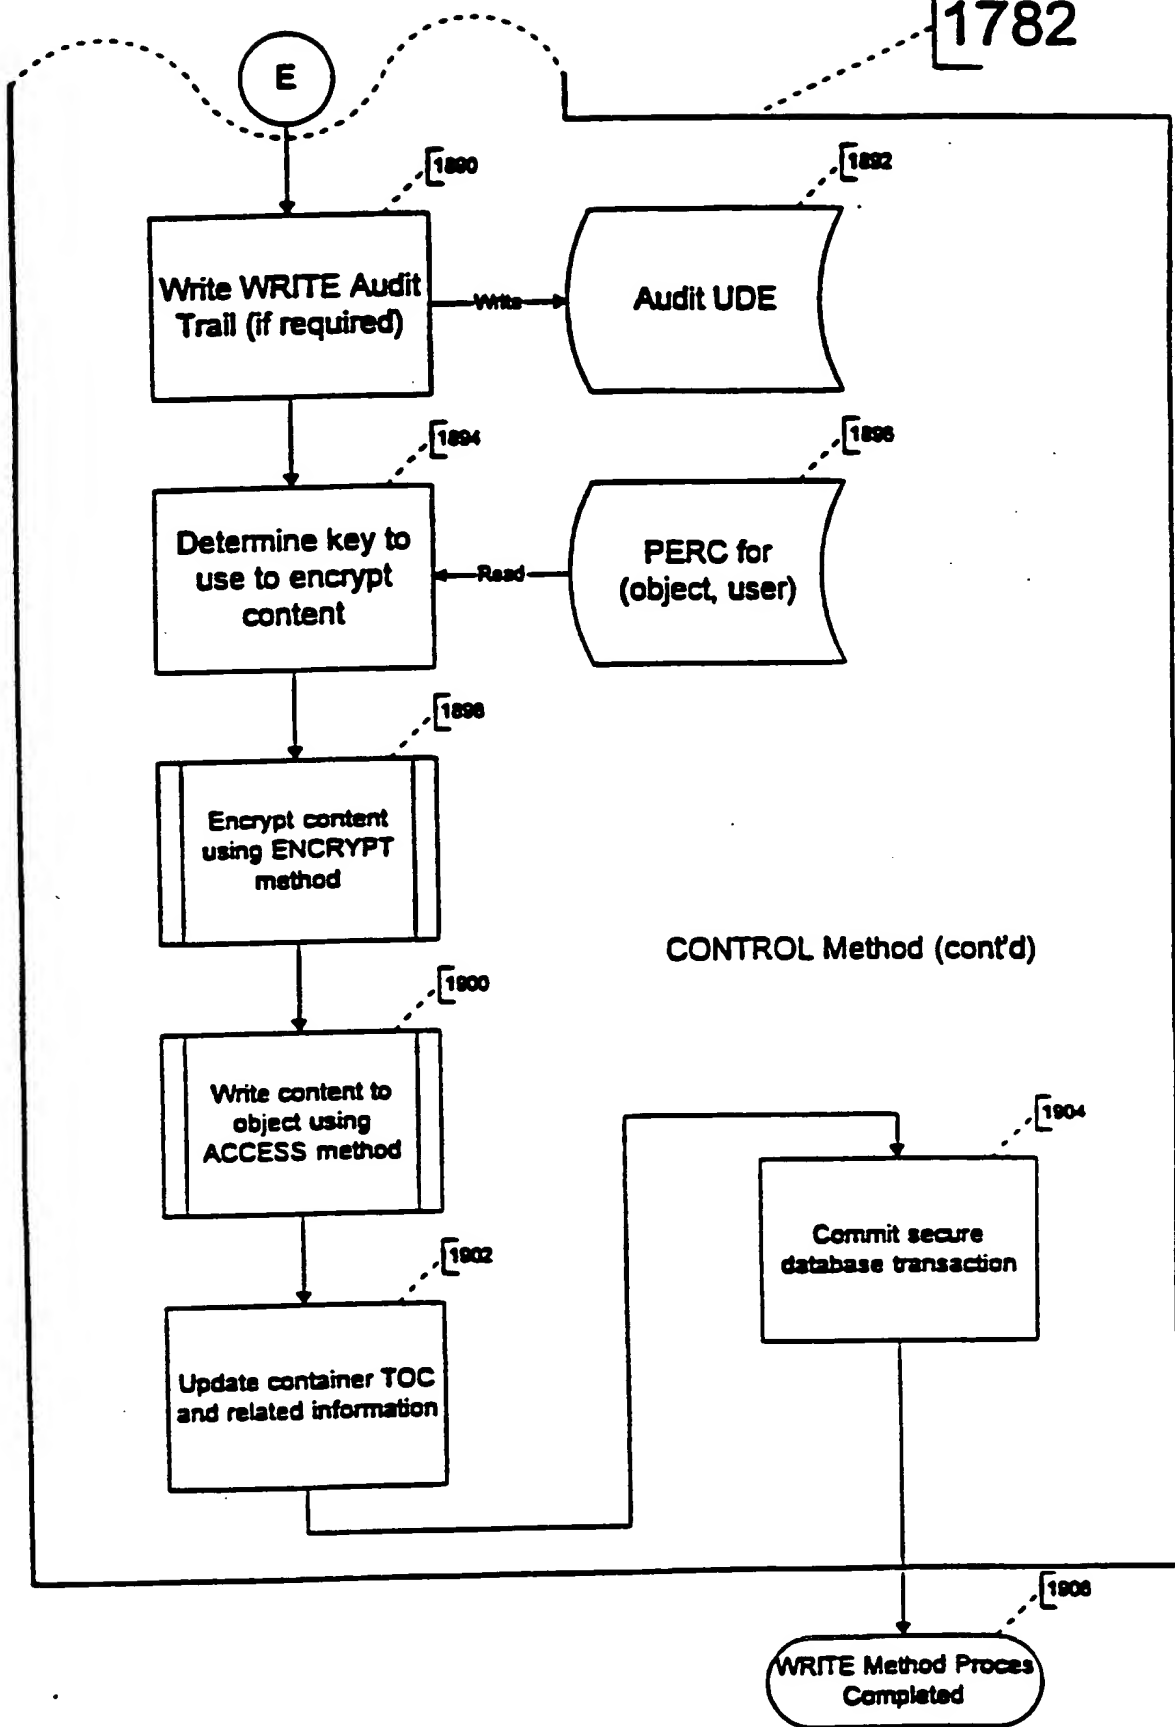 1782
E
1890
1892
Write WRITE Audit
Trail (if required)
Write
Audit UDE
1894
1896
Determine key to
use to encrypt
content
Read
PERC for
(object, user)
1898
Encrypt content
using ENCRYPT
method
CONTROL Method (cont'd)
1900
Write content to
object using
ACCESS method
1904
Commit secure
database transaction
1902
Update container TOC
and related information
1906
WRITE Method Proces
Completed